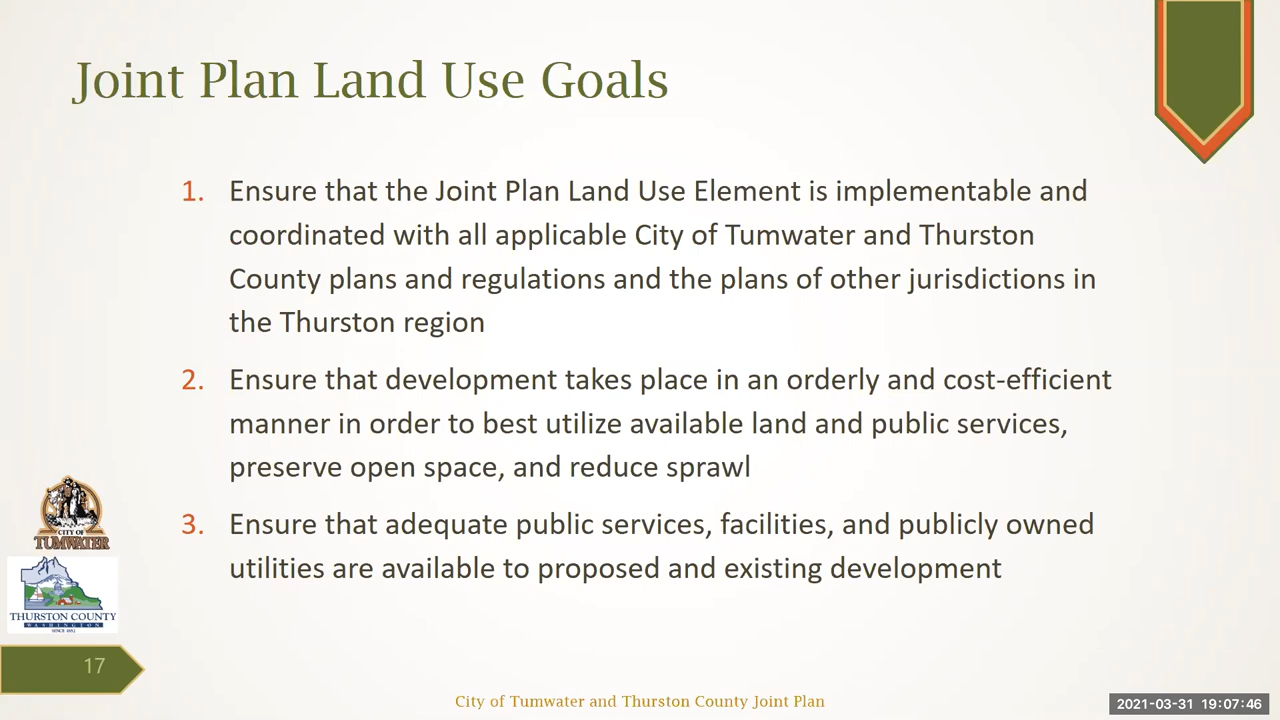 Joint Plan Land Use Goals
1. Ensure that the Joint Plan Land Use Element is implementable and
coordinated with all applicable City of Tumwater and Thurston
County plans and regulations and the plans of other jurisdictions in
the Thurston region
2. Ensure that development takes place in an orderly and cost-efficient
manner in order to best utilize available land and public services,
preserve open space, and reduce sprawl
3. Ensure that adequate public services, facilities, and publicly owned
utilities are available to proposed and existing development
CITY OF
TUMWATER
THURSTON COUNTY
WASHINGTON
SINCE 1852
17
City of Tumwater and Thurston County Joint Plan
2021-03-31 19:07:46